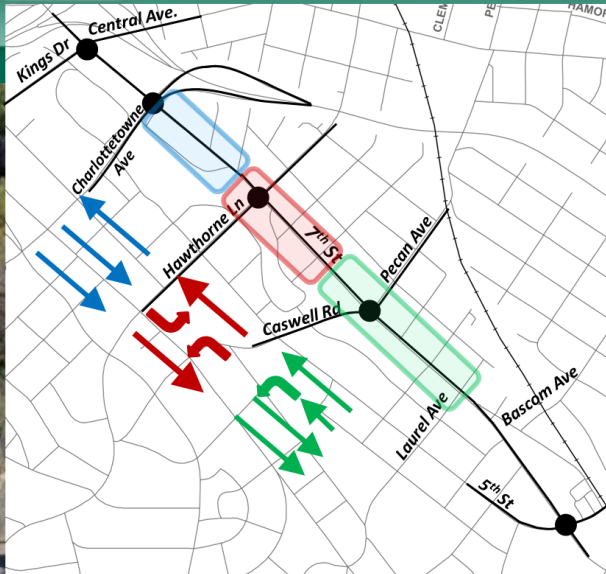 Central Ave.
Kings Dr
Charlottetowne
Ave
Hawthorne Ln
7th St
Pecan Ave
Caswell Rd
Laurel Ave
Bascom Ave
5th St